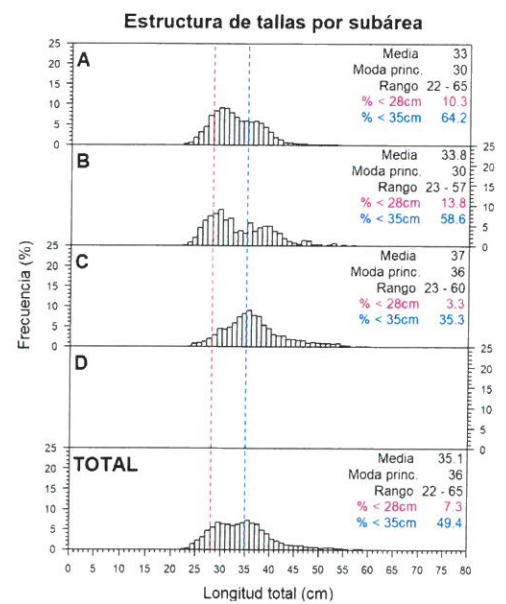 Estructura de tallas por subárea
Frecuencia (%)
25
20
15
10
5
0
A
Media 33
Moda princ. 30
Rango 22 - 65
% < 28cm 10.3
% < 35cm 64.2
B
Media 33.8
Moda princ. 30
Rango 23 - 57
% < 28cm 13.8
% < 35cm 58.6
25
20
15
10
5
0
25
20
15
10
5
0
C
Media 37
Moda princ. 36
Rango 23 - 60
% < 28cm 3.3
% < 35cm 35.3
D
25
20
15
10
5
0
25
20
15
10
5
0
TOTAL
Media 35.1
Moda princ. 36
Rango 22 - 65
% < 28cm 7.3
% < 35cm 49.4
0 5 10 15 20 25 30 35 40 45 50 55 60 65 70 75 80
Longitud total (cm)